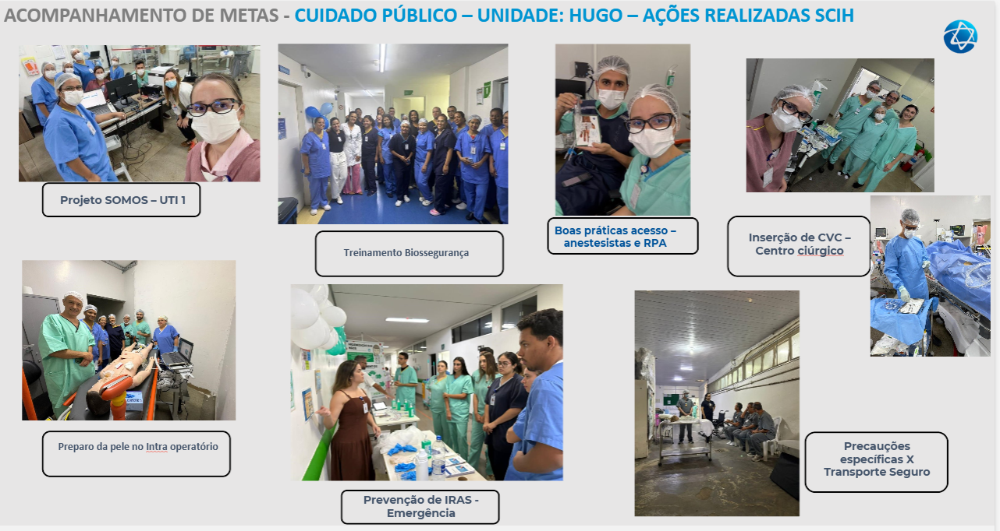 ACOMPANHAMENTO DE METAS - CUIDADO PÚBLICO – UNIDADE: HUGO – AÇÕES REALIZADAS SCIH
Projeto SOMOS – UTI 1
Treinamento Biossegurança
Boas práticas acesso –
anestesistas e RPA
Inserção de CVC –
Centro ciúrgico
Preparo da pele no Intra operatório
Prevenção de IRAS -
Emergência
Precauções
específicas X
Transporte Seguro